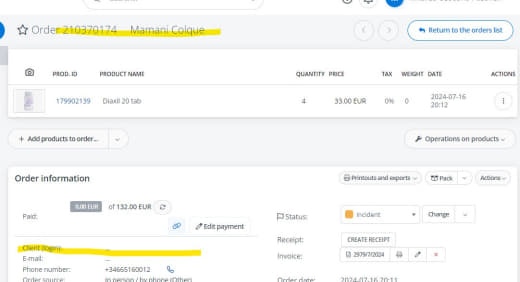 Order 210370174 Mamani Colque
Return to the orders list
PROD. ID PRODUCT NAME QUANTITY PRICE TAX WEIGHT DATE ACTIONS
179902139 Diaxil 20 tab 4 33.00 EUR 0% 0 2024-07-16
20:12
+ Add products to order... Operations on products
Order information Printouts and exports Pack Actions
Paid: 0.00 EUR of 132.00 EUR
Edit payment
Status: Incident Change
Receipt: CREATE RECEIPT
Invoice: 2979/7/2024
Client (login): --
E-mail: --
Phone number: +34665160012
Order source: In person / by phone (Other)
Order date: 2024-07-16 20:11